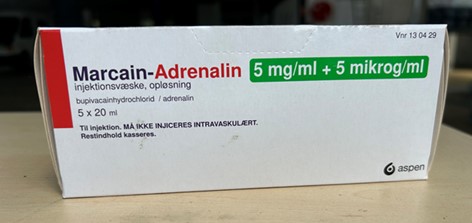 Vnr 13 04 29
Marcain-Adrenalin 5 mg/ml + 5 mikrog/ml
injektionsvæske, opløsning
bupivacainhydrochlorid / adrenalin
5 x 20 ml
Til injektion. MÅ IKKE INJICERES INTRAVASKULÆRT.
Restindhold kasseres.
aspen